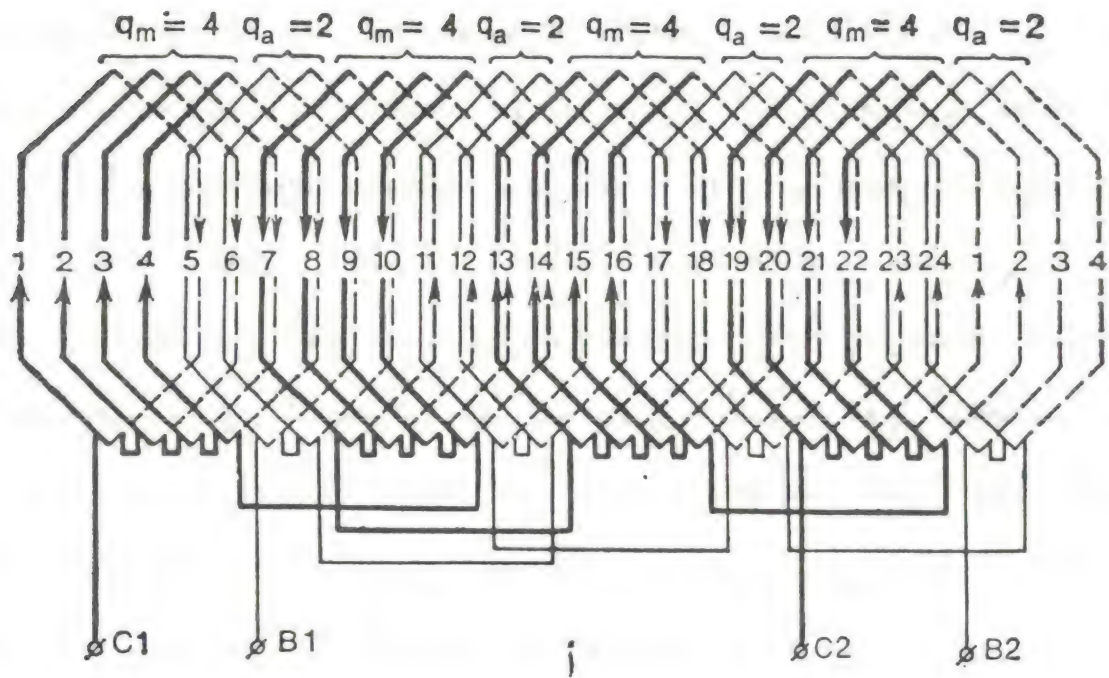 qm = 4 qa = 2 qm = 4 qa = 2 qm = 4 qa = 2 qm = 4 qa = 2
1 2 3 4 5 6 7 8 9 10 11 12 13 14 15 16 17 18 19 20 21 22 23 24 1 2 3 4
C1 B1 C2 B2
j